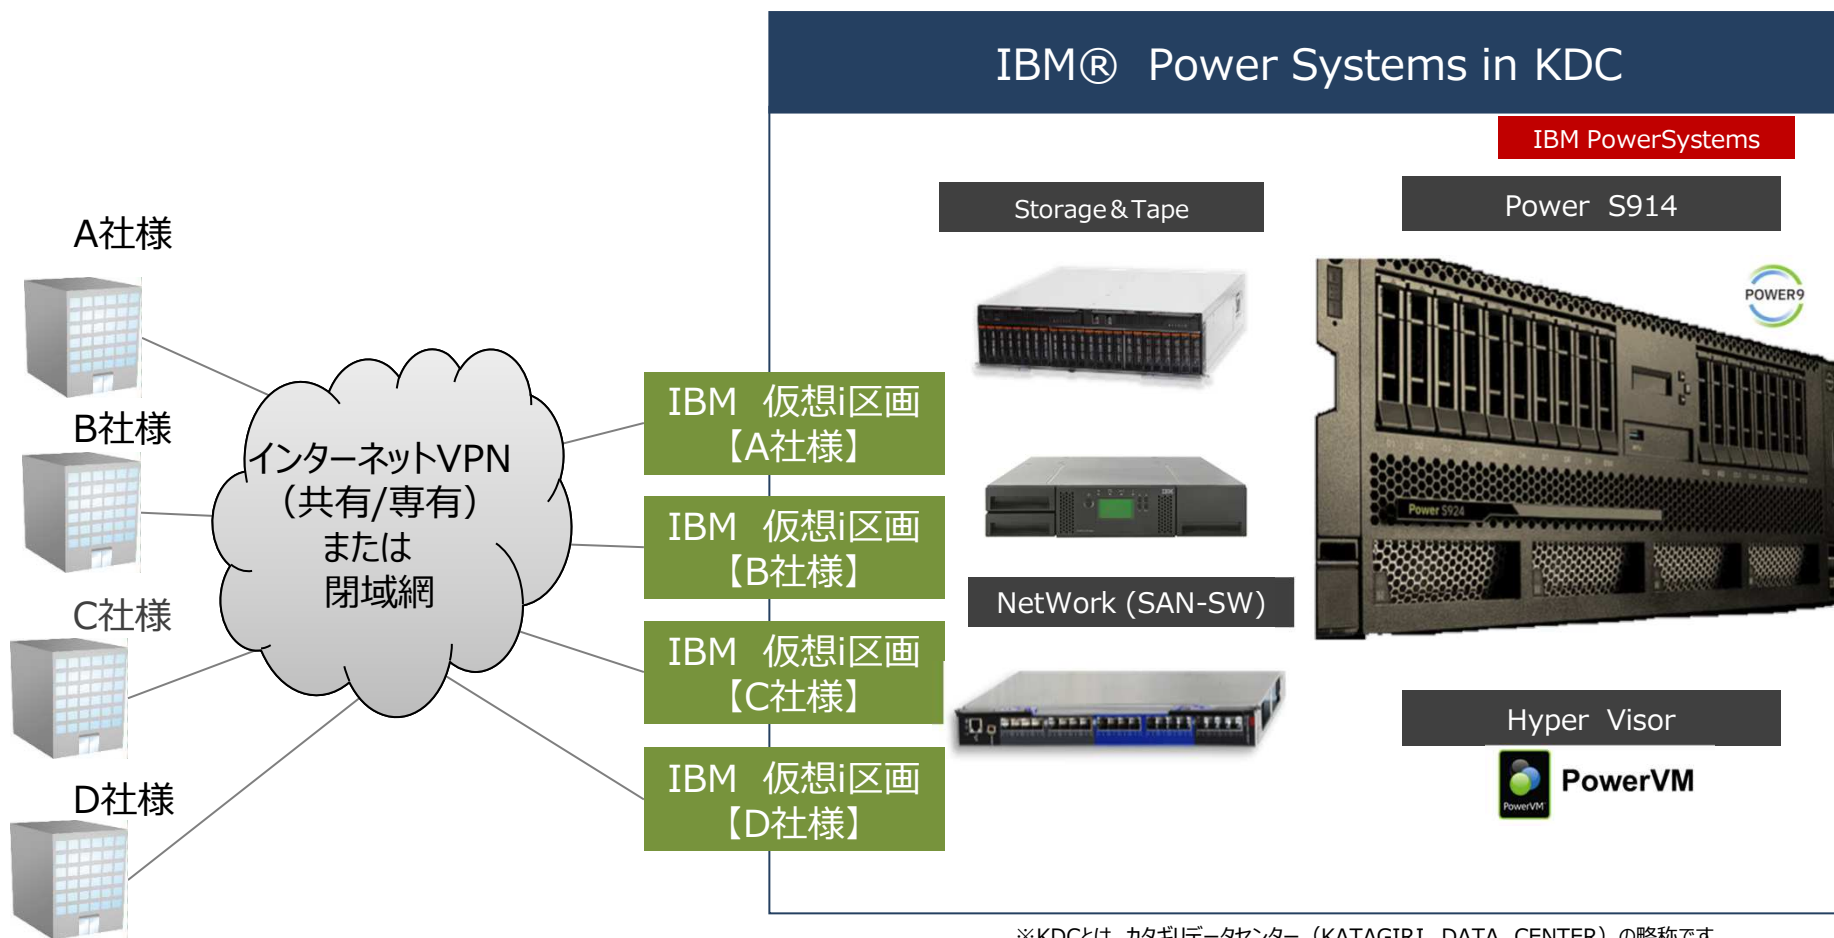 IBM® Power Systems in KDC
IBM PowerSystems
Storage&Tape
Power S914
POWER9
Power S924
A社様
B社様
C社様
D社様
インターネットVPN
（共有/専有）
または
閉域網
IBM 仮想i区画
【A社様】
IBM 仮想i区画
【B社様】
IBM 仮想i区画
【C社様】
IBM 仮想i区画
【D社様】
NetWork (SAN-SW)
Hyper Visor
PowerVM
PowerVM
※KDCとは、カタギリデータセンター（KATAGIRI DATA CENTER）の略称です